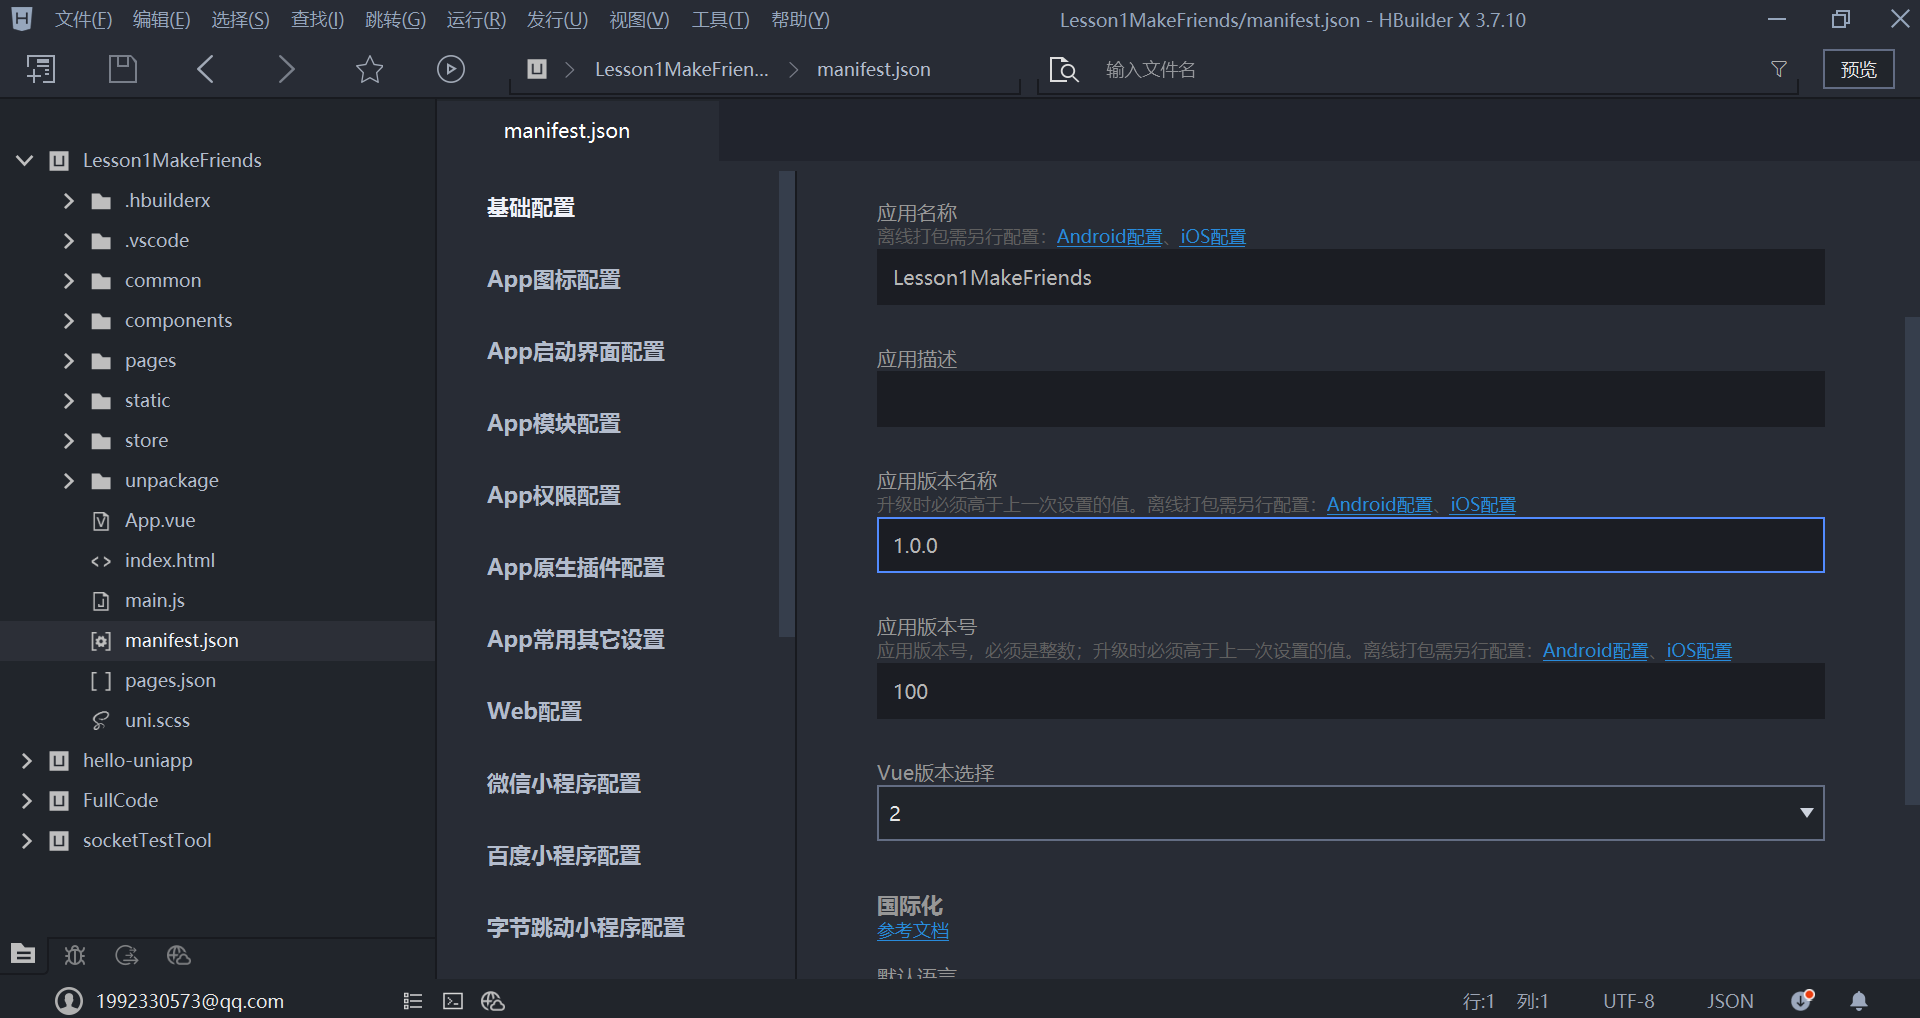 文件(F) 编辑(E) 选择(S) 查找(I) 跳转(G) 运行(R) 发行(U) 视图(V) 工具(T) 帮助(Y) Lesson1MakeFriends/manifest.json - HBuilder X 3.7.10
Lesson1MakeFrien... manifest.json 输入文件名 预览
manifest.json
Lesson1MakeFriends
.hbuilderx
.vscode
common
components
pages
static
store
unpackage
App.vue
index.html
main.js
manifest.json
pages.json
uni.scss
hello-uniapp
FullCode
socketTestTool
基础配置
App图标配置
App启动界面配置
App模块配置
App权限配置
App原生插件配置
App常用其它设置
Web配置
微信小程序配置
百度小程序配置
字节跳动小程序配置
应用名称
离线打包需另行配置：Android配置、iOS配置
Lesson1MakeFriends
应用描述
应用版本名称
升级时必须高于上一次设置的值。离线打包需另行配置：Android配置、iOS配置
1.0.0
应用版本号
应用版本号，必须是整数；升级时必须高于上一次设置的值。离线打包需另行配置：Android配置、iOS配置
100
Vue版本选择
2
国际化
参考文档
默认语言
1992330573@qq.com 行:1 列:1 UTF-8 JSON